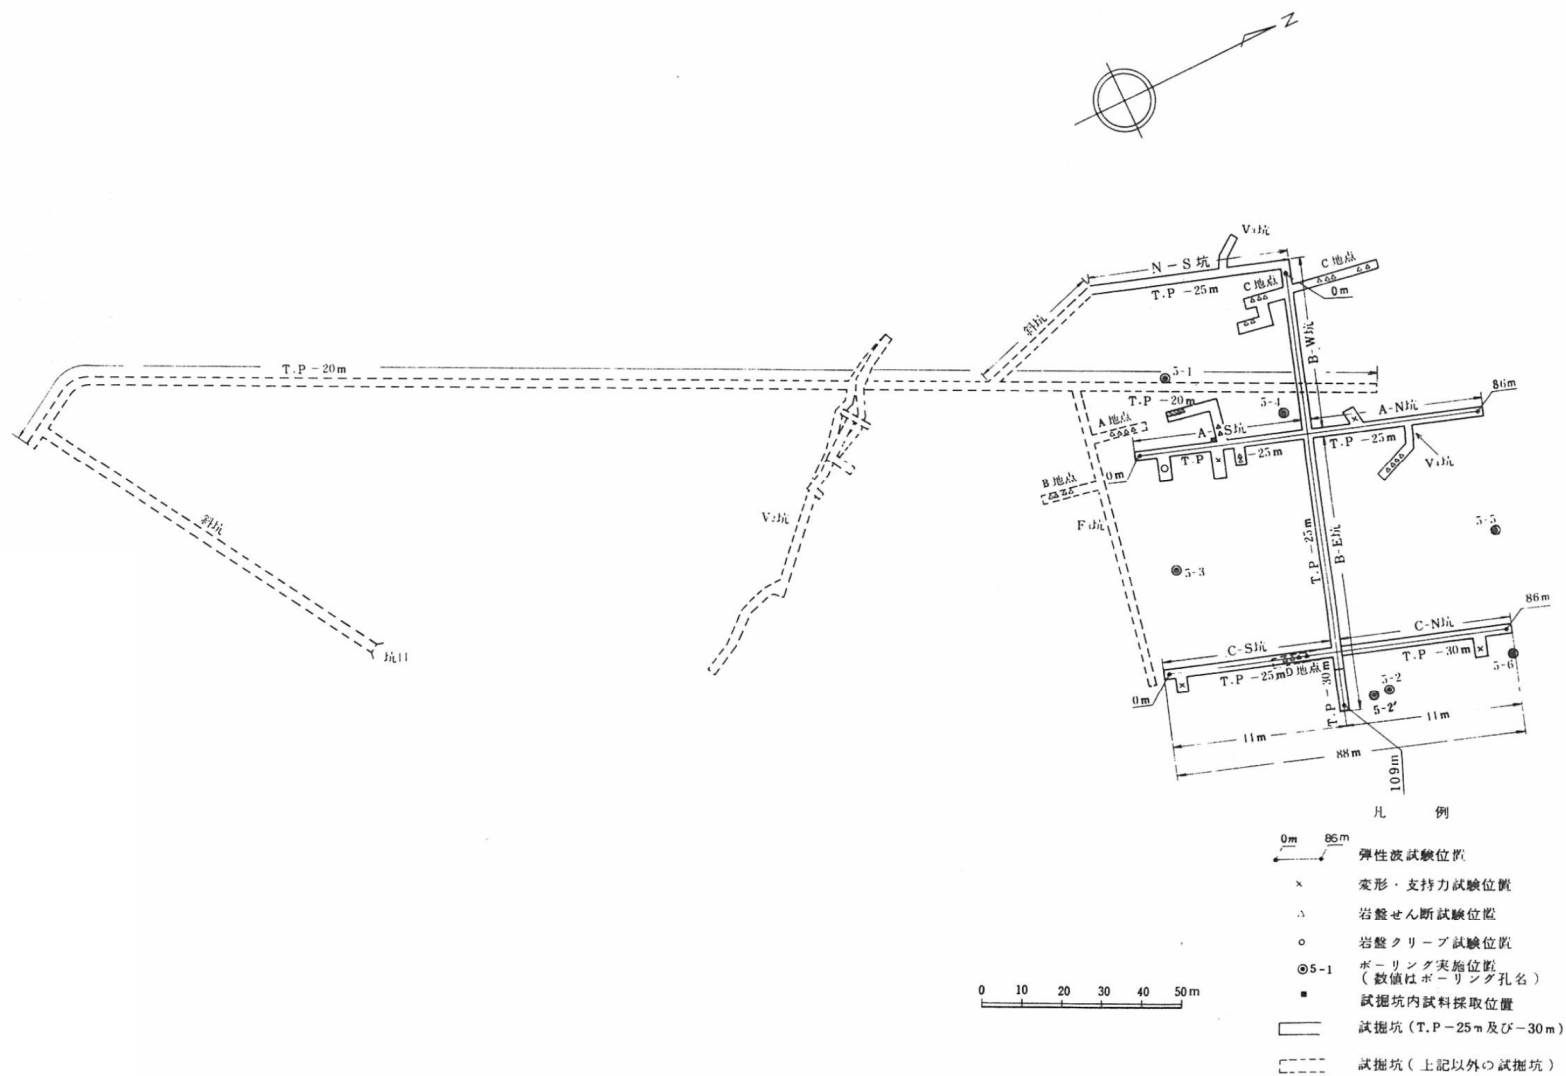 N
V₃坑
N-S坑
C地点
T.P -25m
C地点
0m
斜坑
B-W坑
T.P-20m
5-1
86m
T.P -20m
5-4
A-N坑
A地点
A-S坑
T.P -25m
T.P -25m
V₁坑
0m
B地点
斜坑
V₂坑
F₁坑
T.P -25m
B-E坑
5-5
5-3
86m
C-N坑
坑口
C-S坑
T.P -30m
5-6
T.P -25m
D地点
5-2
0m
T.P -30m
5-2'
11m
11m
88m
109m
凡例
0m 86m 弾性波試験位置
変形・支持力試験位置
岩盤せん断試験位置
岩盤クリープ試験位置
5-1 ボーリング実施位置
(数値はボーリング孔名)
試掘坑内試料採取位置
試掘坑(T.P-25m及び-30m)
試掘坑(上記以外の試掘坑)
0 10 20 30 40 50m